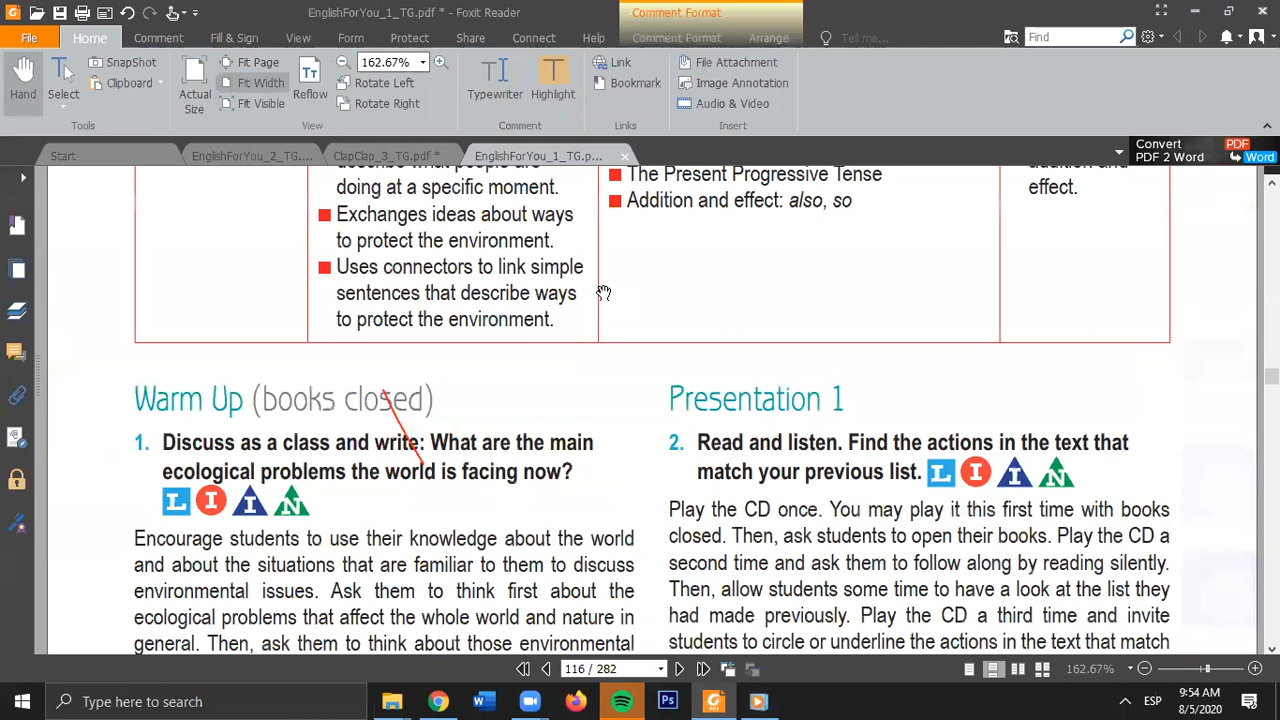 EnglishForYou_1_TG.pdf * - Foxit Reader
Comment Format
File
Home
Comment
Fill & Sign
View
Form
Protect
Share
Connect
Help
Comment Format
Arrange
Tell me...
Find
Hand
Select
SnapShot
Clipboard
Actual
Size
Fit Page
Fit Width
Fit Visible
Reflow
162.67%
Rotate Left
Rotate Right
Typewriter
Highlight
Link
Bookmark
File Attachment
Image Annotation
Audio & Video
Tools
View
Comment
Links
Insert
Start
EnglishForYou_2_TG....
ClapClap_3_TG.pdf *
EnglishForYou_1_TG.p...
Convert PDF
PDF 2 Word Word
describe what people are
doing at a specific moment.
Exchanges ideas about ways
to protect the environment.
Uses connectors to link simple
sentences that describe ways
to protect the environment.
The Present Progressive Tense
Addition and effect: also, so
addition and
effect.
Warm Up (books closed)
1. Discuss as a class and write: What are the main
ecological problems the world is facing now?
L I I N
Encourage students to use their knowledge about the world
and about the situations that are familiar to them to discuss
environmental issues. Ask them to think first about the
ecological problems that affect the whole world and nature in
general. Then, ask them to think about those environmental
Presentation 1
2. Read and listen. Find the actions in the text that
match your previous list. L I I N
Play the CD once. You may play it this first time with books
closed. Then, ask students to open their books. Play the CD a
second time and ask them to follow along by reading silently.
Then, allow students some time to have a look at the list they
had made previously. Play the CD a third time and invite
students to circle or underline the actions in the text that match
116 / 282
162.67%
Type here to search
ESP
9:54 AM
8/5/2020